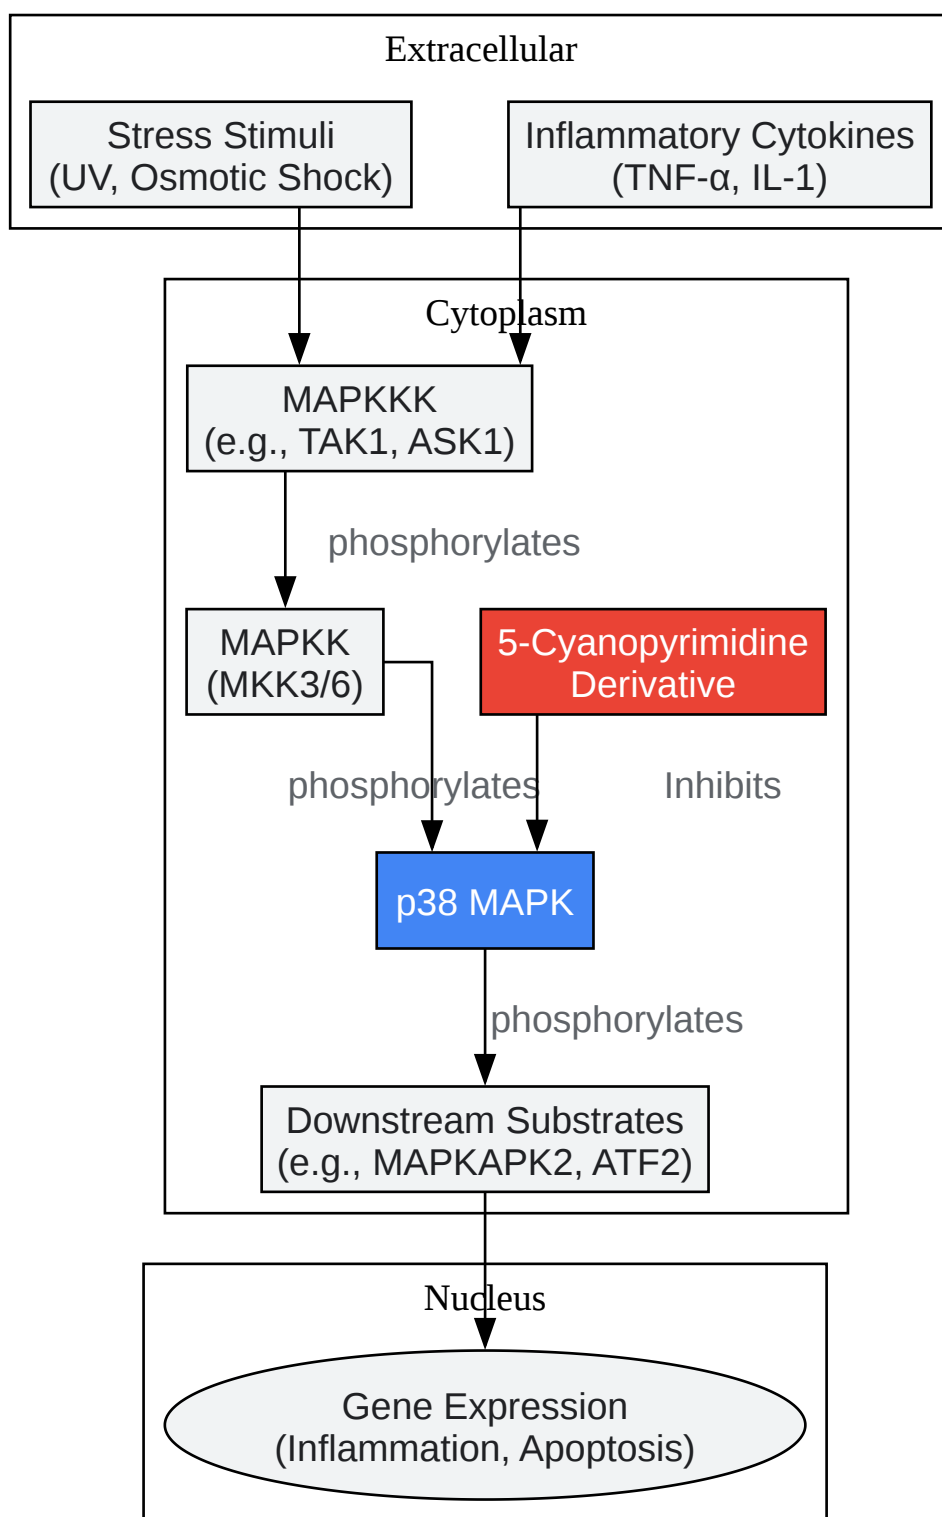 Extracellular
Stress Stimuli
(UV, Osmotic Shock)
Inflammatory Cytokines
(TNF-α, IL-1)
Cytoplasm
MAPKKK
(e.g., TAK1, ASK1)
phosphorylates
MAPKK
(MKK3/6)
5-Cyanopyrimidine
Derivative
phosphorylates
Inhibits
p38 MAPK
phosphorylates
Downstream Substrates
(e.g., MAPKAPK2, ATF2)
Nucleus
Gene Expression
(Inflammation, Apoptosis)